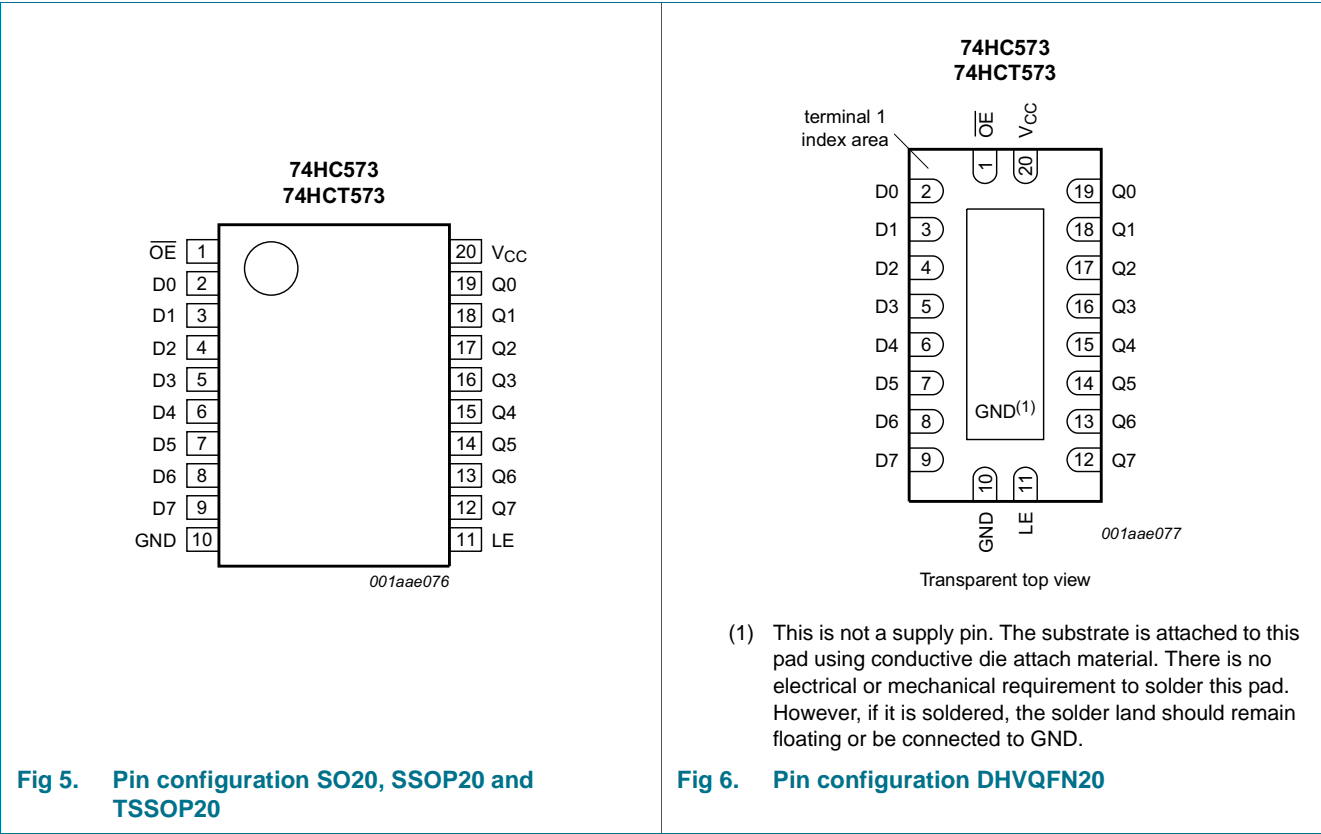 74HC573
74HCT573
OE 1
D0 2
D1 3
D2 4
D3 5
D4 6
D5 7
D6 8
D7 9
GND 10
20 VCC
19 Q0
18 Q1
17 Q2
16 Q3
15 Q4
14 Q5
13 Q6
12 Q7
11 LE
001aae076
Fig 5. Pin configuration SO20, SSOP20 and
TSSOP20
74HC573
74HCT573
terminal 1
index area
OE
VCC
1
20
D0 2
D1 3
D2 4
D3 5
D4 6
D5 7
D6 8
D7 9
19 Q0
18 Q1
17 Q2
16 Q3
15 Q4
14 Q5
13 Q6
12 Q7
GND(1)
10
11
GND
LE
001aae077
Transparent top view
(1) This is not a supply pin. The substrate is attached to this
pad using conductive die attach material. There is no
electrical or mechanical requirement to solder this pad.
However, if it is soldered, the solder land should remain
floating or be connected to GND.
Fig 6. Pin configuration DHVQFN20